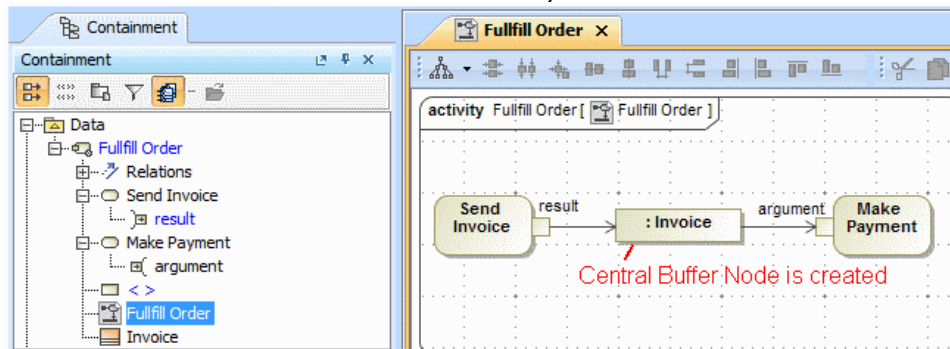 Containment
Containment
Data
Fullfill Order
Relations
Send Invoice
result
Make Payment
argument
< >
Fullfill Order
Invoice
Fullfill Order X
activity Fullfill Order [ Fullfill Order ]
Send
Invoice
result
: Invoice
argument
Make
Payment
Central Buffer Node is created